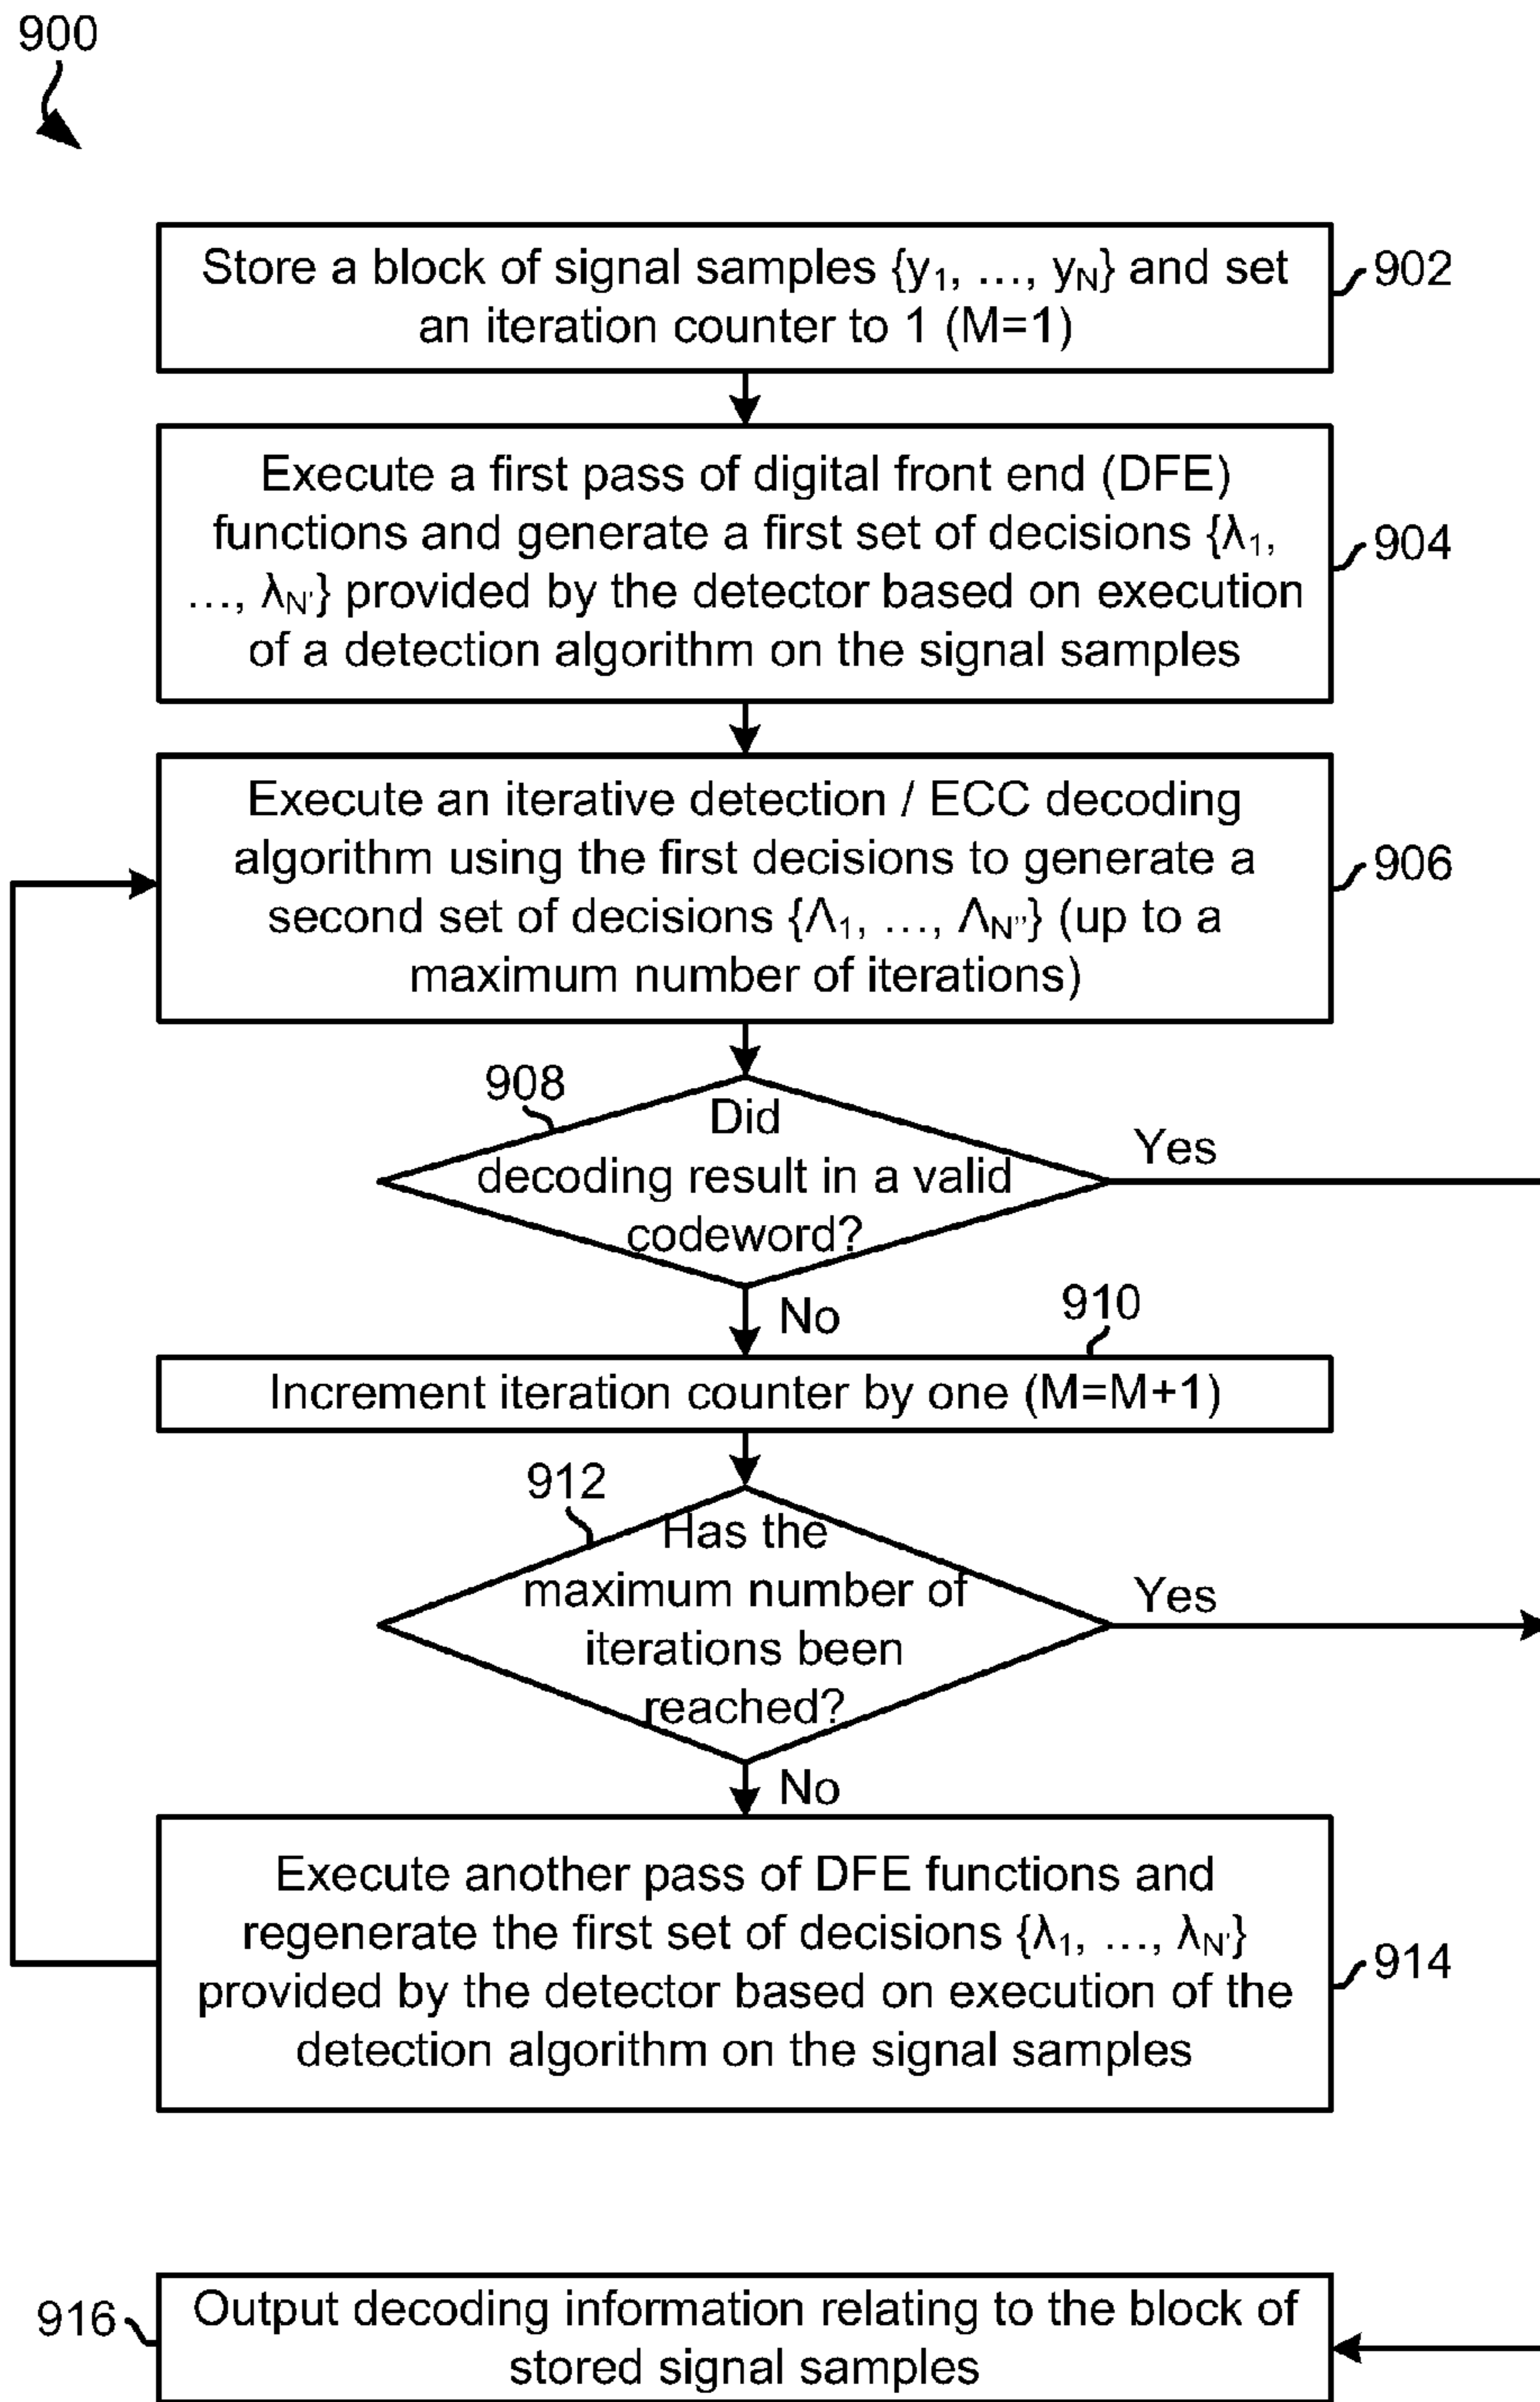 900
Store a block of signal samples {y₁, ..., y_N} and set
an iteration counter to 1 (M=1)
902
Execute a first pass of digital front end (DFE)
functions and generate a first set of decisions {λ₁,
..., λ_N'} provided by the detector based on execution
of a detection algorithm on the signal samples
904
Execute an iterative detection / ECC decoding
algorithm using the first decisions to generate a
second set of decisions {Λ₁, ..., Λ_N''} (up to a
maximum number of iterations)
906
908
Did
decoding result in a valid
codeword?
Yes
No
910
Increment iteration counter by one (M=M+1)
912
Has the
maximum number of
iterations been
reached?
Yes
No
Execute another pass of DFE functions and
regenerate the first set of decisions {λ₁, ..., λ_N'}
provided by the detector based on execution of the
detection algorithm on the signal samples
914
916
Output decoding information relating to the block of
stored signal samples